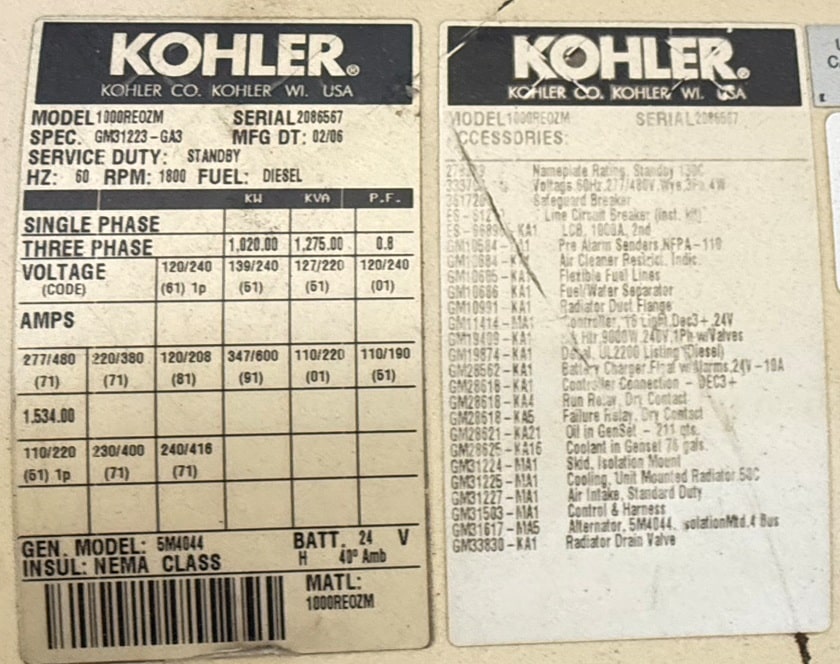 KOHLER®
KOHLER CO. KOHLER WI. USA
MODEL 1000REOZM SERIAL 2086567
SPEC. GM31223-GA3 MFG DT: 02/06
SERVICE DUTY: STANDBY
HZ: 60 RPM: 1800 FUEL: DIESEL
KW KVA P.F.
SINGLE PHASE
THREE PHASE 1,020.00 1,275.00 0.8
VOLTAGE 120/240 139/240 127/220 120/240
(CODE) (61) 1p (51) (51) (01)
AMPS
277/480 220/380 120/208 347/600 110/220 110/190
(71) (71) (81) (91) (01) (51)
1.534.00
110/220 230/400 240/416
(51) 1p (71) (71)
GEN. MODEL: 5M4044 BATT. 24 V
INSUL: NEMA CLASS H 40° Amb
MATL:
1000REOZM
KOHLER®
KOHLER CO. KOHLER WI. USA
MODEL 1000REOZM SERIAL 2086567
CCESSORIES:
Nameplate Rating, Standby 130C
Voltage, 60Hz, 277/480V, Wye, 3Ph, 4W
Safeguard Breaker
Line Circuit Breaker (inst. kit)
LCB, 1800A, 2nd
Pre Alarm Senders, NFPA-110
Air Cleaner Restrict. Indic.
GM10685-KA1 Flexible Fuel Lines
GM10686-KA1 Fuel/Water Separator
GM10991-KA1 Radiator Duct Flange
GM11414-MA1 Controller, 16 Light, Dec3+, 24V
GM19409-KA1 Htr, 9000W, 240V, 1Ph w/Valves
GM19874-KA1 UL2200 Listing (Diesel)
GM28562-KA1 Battery Charger, w/Alarms, 24V-10A
GM28618-KA1 Controller Connection - DEC3+
GM28618-KA4 Run Relay, Dry Contact
GM28618-KA5 Failure Relay, Dry Contact
GM28621-KA21 Oil in GenSet - 211 qts.
GM28625-KA16 Coolant in Genset 76 gals.
GM31224-MA1 Skid, Isolation Mount
GM31225-MA1 Cooling, Unit Mounted Radiator 50C
GM31227-MA1 Air Intake, Standard Duty
GM31503-MA1 Control & Harness
GM31617-MA5 Alternator, 5M4044, solationMtd. 4 Bus
GM33830-KA1 Radiator Drain Valve